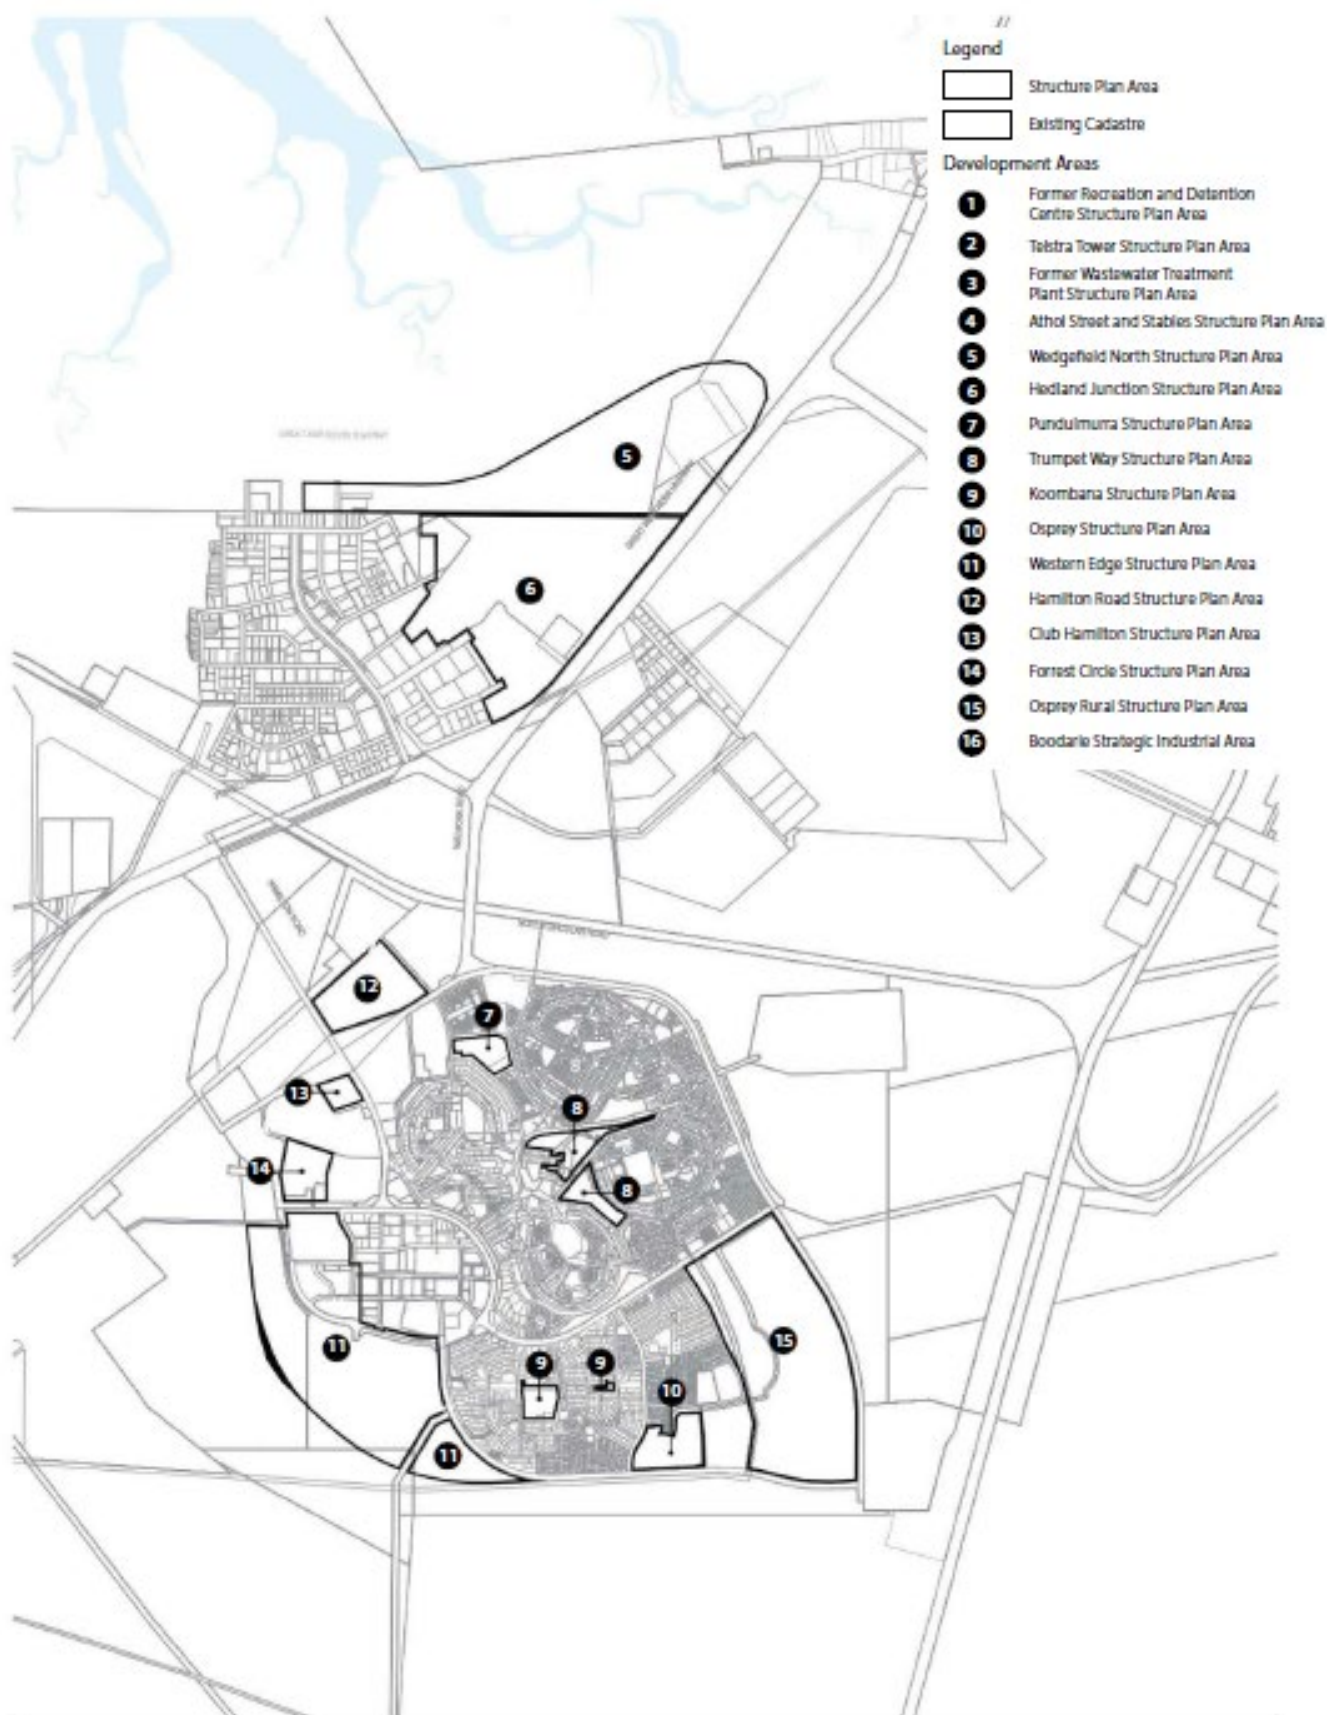 Legend
Structure Plan Area
Existing Cadastre
Development Areas
1 Former Recreation and Detention
Centre Structure Plan Area
2 Telstra Tower Structure Plan Area
3 Former Wastewater Treatment
Plant Structure Plan Area
4 Athol Street and Stables Structure Plan Area
5 Wedgefield North Structure Plan Area
6 Hedland Junction Structure Plan Area
7 Pundulmurra Structure Plan Area
8 Trumpet Way Structure Plan Area
9 Koombana Structure Plan Area
10 Osprey Structure Plan Area
11 Western Edge Structure Plan Area
12 Hamilton Road Structure Plan Area
13 Club Hamilton Structure Plan Area
14 Forrest Circle Structure Plan Area
15 Osprey Rural Structure Plan Area
16 Boodarie Strategic Industrial Area
5
6
12
7
13
8
14
8
11
15
9
9
10
11